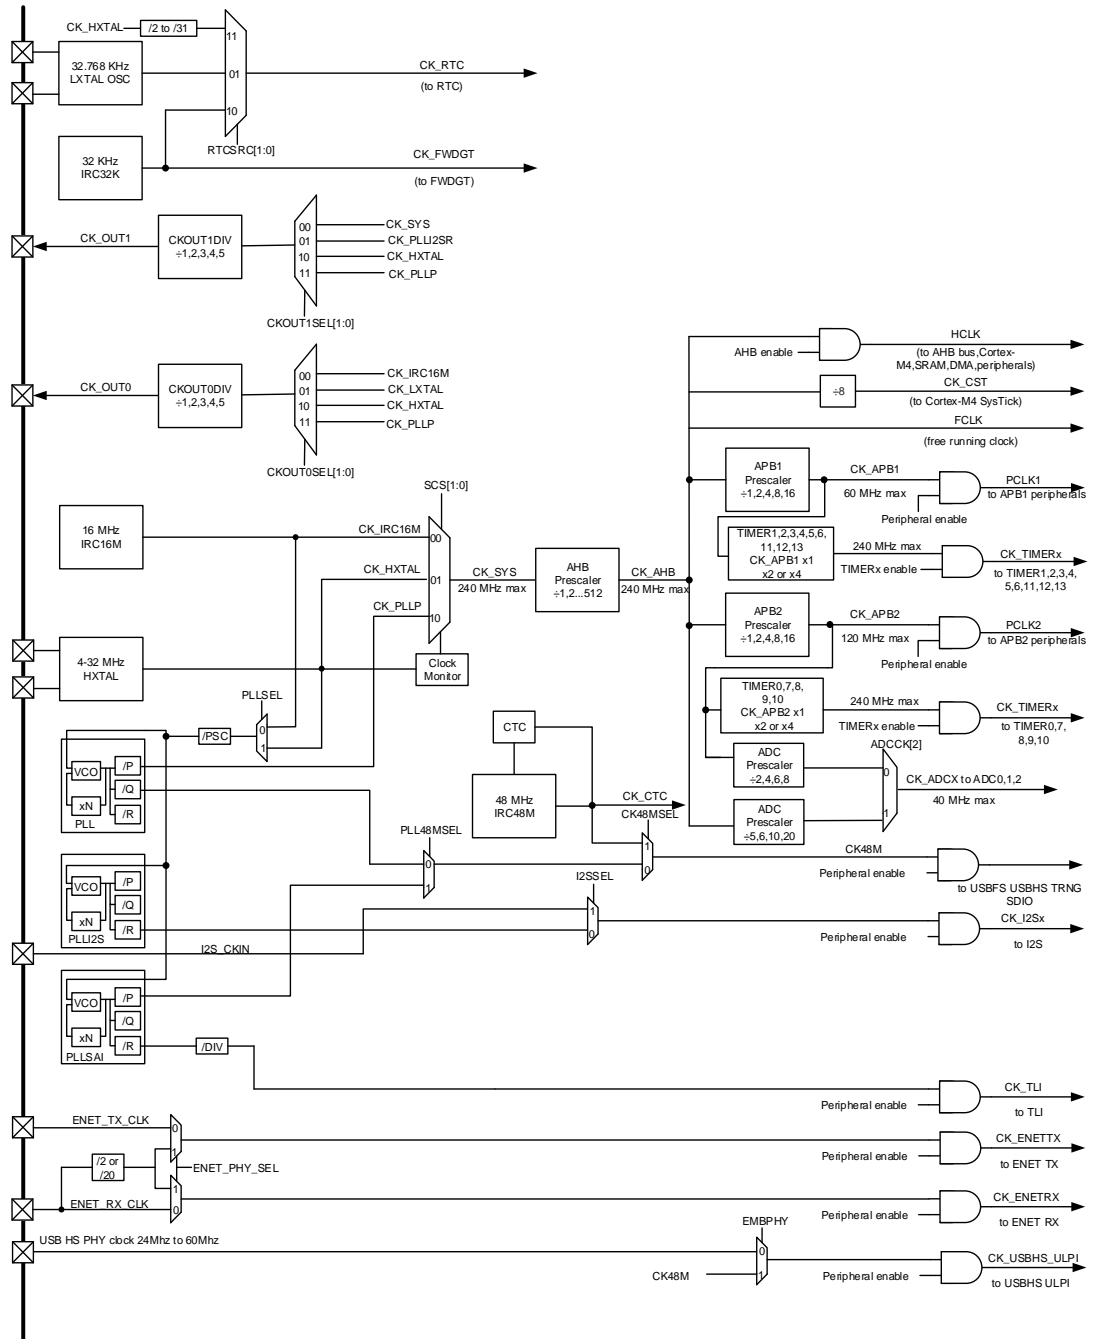 CK_HXTAL
/2 to /31
11
32.768 KHz
LXTAL OSC
01
CK_RTC
(to RTC)
10
RTCSRC[1:0]
32 KHz
IRC32K
CK_FWDGT
(to FWDGT)
CK_OUT1
CKOUT1DIV
÷1,2,3,4,5
00
01
10
11
CK_SYS
CK_PLLI2SR
CK_HXTAL
CK_PLLP
CKOUT1SEL[1:0]
CK_OUT0
CKOUT0DIV
÷1,2,3,4,5
00
01
10
11
CK_IRC16M
CK_LXTAL
CK_HXTAL
CK_PLLP
CKOUT0SEL[1:0]
AHB enable
HCLK
(to AHB bus,Cortex-
M4,SRAM,DMA,peripherals)
÷8
CK_CST
(to Cortex-M4 SysTick)
FCLK
(free running clock)
SCS[1:0]
16 MHz
IRC16M
CK_IRC16M
00
CK_HXTAL
01
CK_PLLP
10
CK_SYS
240 MHz max
AHB
Prescaler
÷1,2...512
CK_AHB
240 MHz max
Clock
Monitor
4-32 MHz
HXTAL
APB1
Prescaler
÷1,2,4,8,16
CK_APB1
60 MHz max
Peripheral enable
PCLK1
to APB1 peripherals
TIMER1,2,3,4,5,6,
11,12,13
CK_APB1 x1
x2 or x4
240 MHz max
TIMERx enable
CK_TIMERx
to TIMER1,2,3,4,
5,6,11,12,13
APB2
Prescaler
÷1,2,4,8,16
CK_APB2
120 MHz max
Peripheral enable
PCLK2
to APB2 peripherals
TIMER0,7,8,
9,10
CK_APB2 x1
x2 or x4
240 MHz max
TIMERx enable
CK_TIMERx
to TIMER0,7,
8,9,10
ADC
Prescaler
÷2,4,6,8
ADC
Prescaler
÷5,6,10,20
ADCCK[2]
0
1
CK_ADCX to ADC0,1,2
40 MHz max
PLLSEL
0
1
/PSC
VCO
xN
/P
/Q
/R
PLL
CTC
48 MHz
IRC48M
CK_CTC
CK48MSEL
1
0
PLL48MSEL
0
1
CK48M
Peripheral enable
to USBFS USBHS TRNG
SDIO
VCO
xN
/P
/Q
/R
PLLI2S
I2SSEL
1
0
I2S_CKIN
Peripheral enable
CK_I2Sx
to I2S
VCO
xN
/P
/Q
/R
PLLSAI
/DIV
Peripheral enable
CK_TLI
to TLI
ENET_TX_CLK
0
1
Peripheral enable
CK_ENETTX
to ENET TX
/2 or
/20
ENET_PHY_SEL
ENET_RX_CLK
1
0
Peripheral enable
CK_ENETRX
to ENET RX
USB HS PHY clock 24Mhz to 60Mhz
EMBPHY
0
1
CK48M
Peripheral enable
CK_USBHS_ULPI
to USBHS ULPI